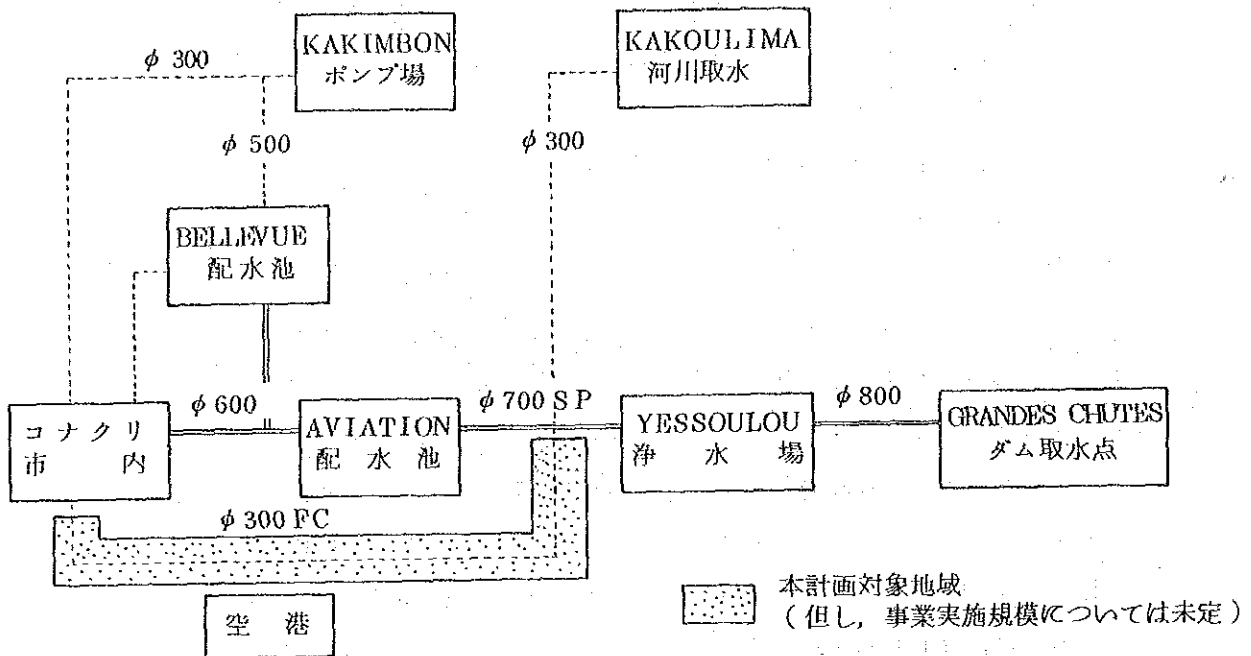 KAKIMBON
ポンプ場
KAKOULIMA
河川取水
φ 300
φ 500
φ 300
BELLEVUE
配水池
コナクリ
市内
φ 600
AVIATION
配水池
φ 700 SP
YESSOULOU
浄水場
φ 800
GRANDES CHUTES
ダム取水点
φ 300 FC
空港
本計画対象地域
(但し,事業実施規模については未定)